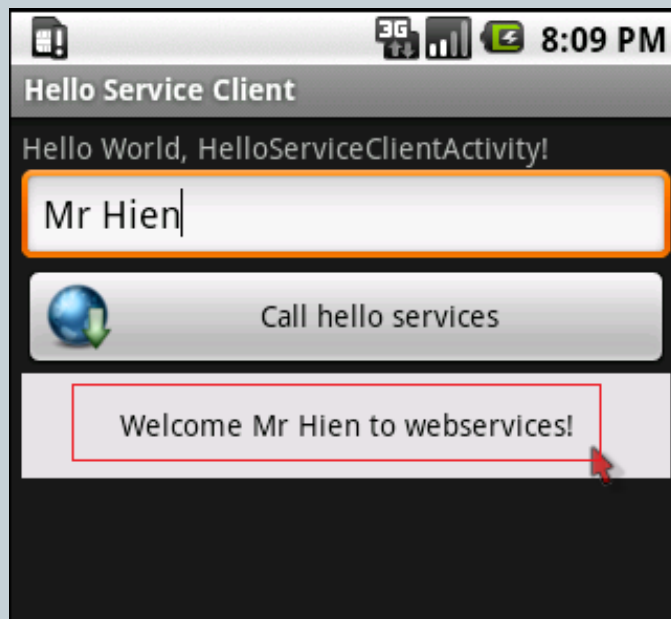 3G 8:09 PM
Hello Service Client
Hello World, HelloServiceClientActivity!
Mr Hien
Call hello services
Welcome Mr Hien to webservices!